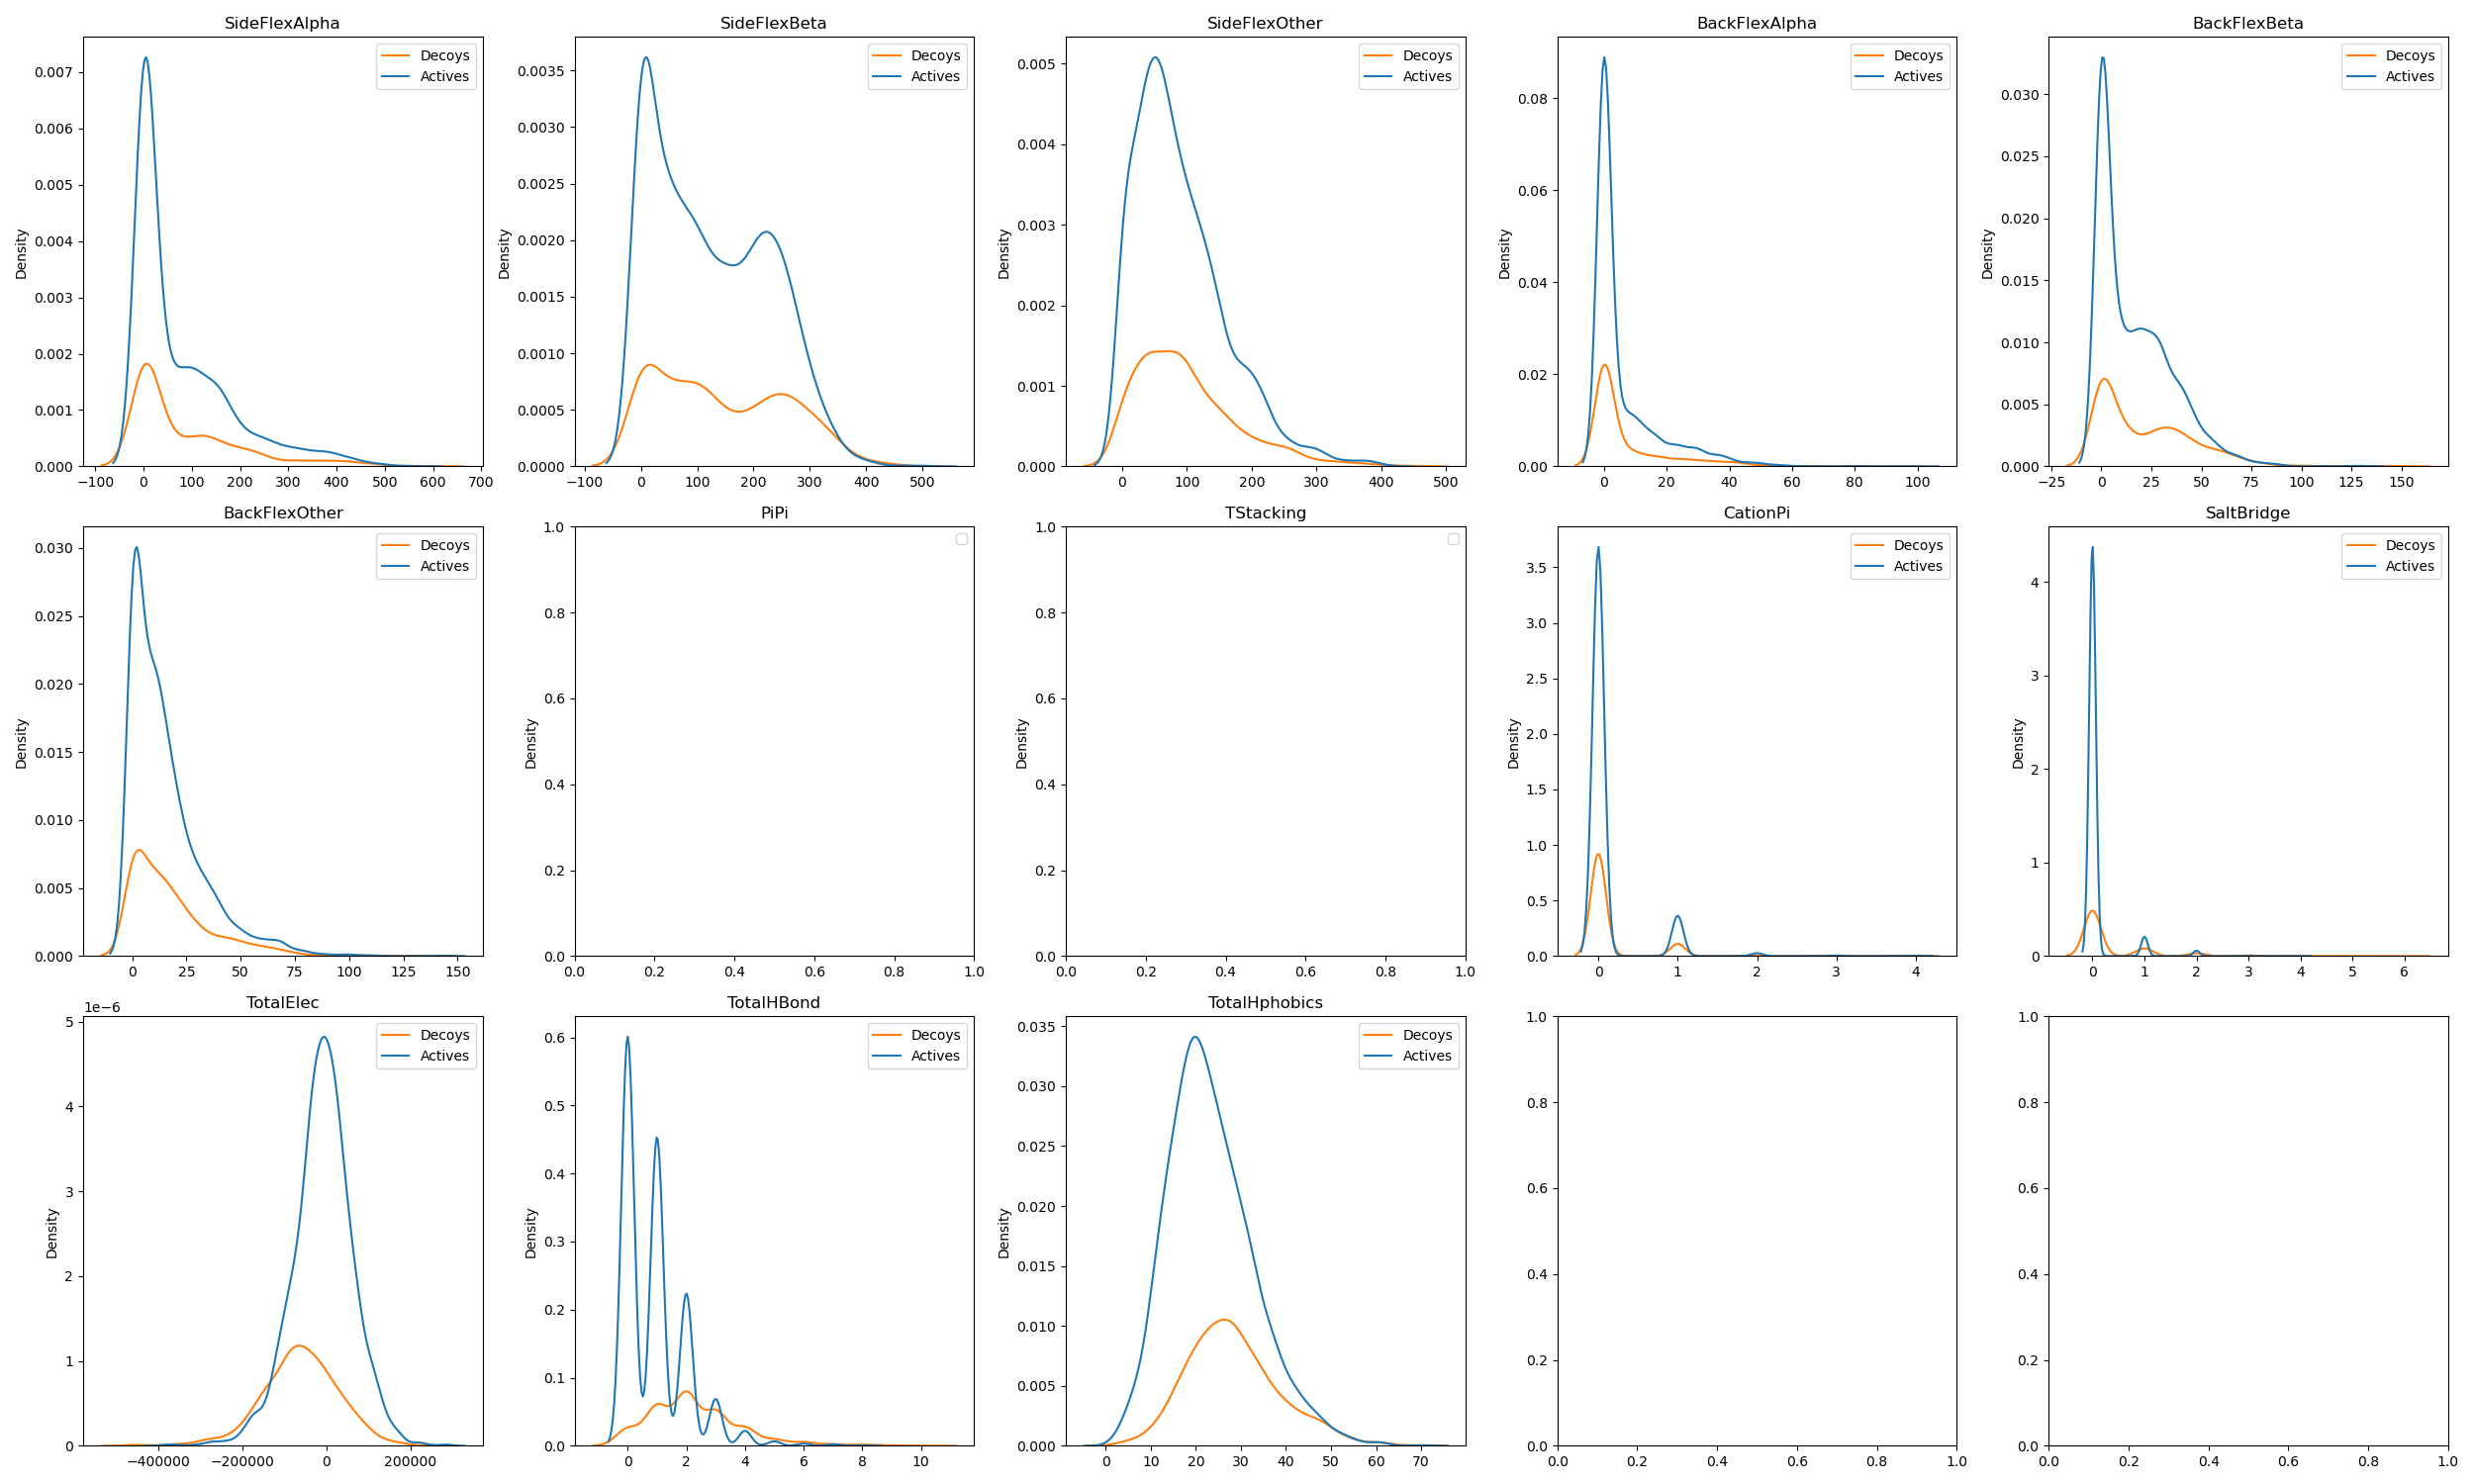 SideFlexAlpha
Density
0.007
0.006
0.005
0.004
0.003
0.002
0.001
0.000
−100 0 100 200 300 400 500 600 700
Decoys
Actives
SideFlexBeta
Density
0.0035
0.0030
0.0025
0.0020
0.0015
0.0010
0.0005
0.0000
−100 0 100 200 300 400 500
Decoys
Actives
SideFlexOther
Density
0.005
0.004
0.003
0.002
0.001
0.000
0 100 200 300 400 500
Decoys
Actives
BackFlexAlpha
Density
0.08
0.06
0.04
0.02
0.00
0 20 40 60 80 100
Decoys
Actives
BackFlexBeta
Density
0.030
0.025
0.020
0.015
0.010
0.005
0.000
−25 0 25 50 75 100 125 150
Decoys
Actives
BackFlexOther
Density
0.030
0.025
0.020
0.015
0.010
0.005
0.000
0 25 50 75 100 125 150
Decoys
Actives
PiPi
Density
1.0
0.8
0.6
0.4
0.2
0.0
0.0 0.2 0.4 0.6 0.8 1.0
TStacking
Density
1.0
0.8
0.6
0.4
0.2
0.0
0.0 0.2 0.4 0.6 0.8 1.0
CationPi
Density
3.5
3.0
2.5
2.0
1.5
1.0
0.5
0.0
0 1 2 3 4
Decoys
Actives
SaltBridge
Density
4
3
2
1
0
0 1 2 3 4 5 6
Decoys
Actives
TotalElec
1e−6
Density
5
4
3
2
1
0
−400000 −200000 0 200000
Decoys
Actives
TotalHBond
Density
0.6
0.5
0.4
0.3
0.2
0.1
0.0
0 2 4 6 8 10
Decoys
Actives
TotalHphobics
Density
0.035
0.030
0.025
0.020
0.015
0.010
0.005
0.000
0 10 20 30 40 50 60 70
Decoys
Actives
1.0
0.8
0.6
0.4
0.2
0.0
0.0 0.2 0.4 0.6 0.8 1.0
1.0
0.8
0.6
0.4
0.2
0.0
0.0 0.2 0.4 0.6 0.8 1.0